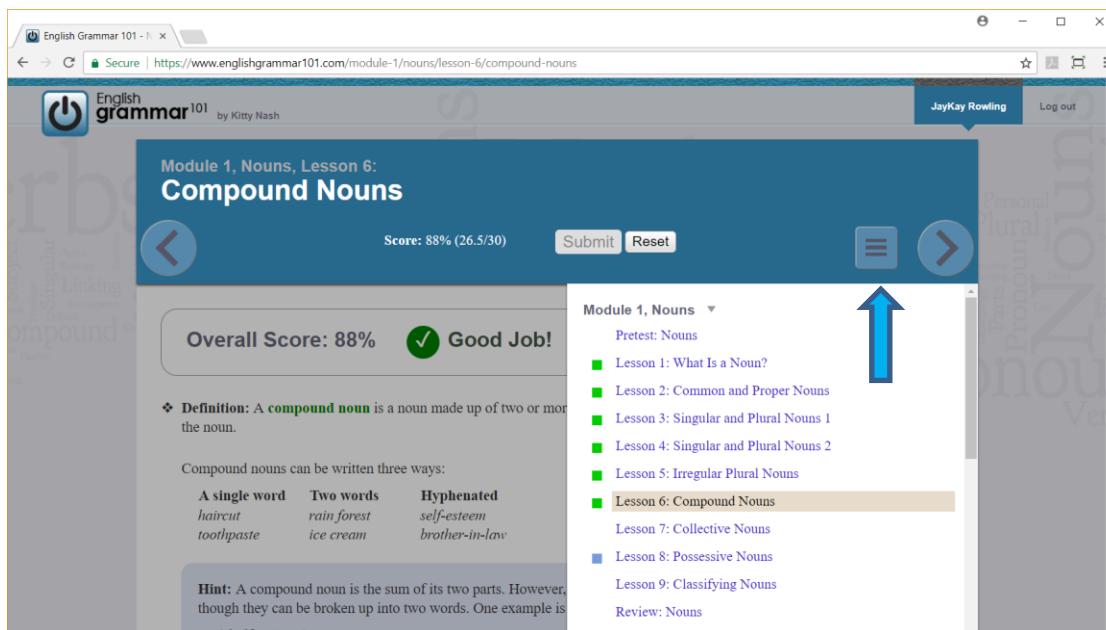 English Grammar 101 - N
Secure | https://www.englishgrammar101.com/module-1/nouns/lesson-6/compound-nouns
English
grammar 101 by Kitty Nash
JayKay Rowling
Log out
Module 1, Nouns, Lesson 6:
Compound Nouns
Score: 88% (26.5/30)
Submit
Reset
Overall Score: 88%
Good Job!
❖ Definition: A compound noun is a noun made up of two or mor
the noun.
Compound nouns can be written three ways:
A single word Two words Hyphenated
haircut rain forest self-esteem
toothpaste ice cream brother-in-law
Hint: A compound noun is the sum of its two parts. However,
though they can be broken up into two words. One example is
Module 1, Nouns ▼
Pretest: Nouns
Lesson 1: What Is a Noun?
Lesson 2: Common and Proper Nouns
Lesson 3: Singular and Plural Nouns 1
Lesson 4: Singular and Plural Nouns 2
Lesson 5: Irregular Plural Nouns
Lesson 6: Compound Nouns
Lesson 7: Collective Nouns
Lesson 8: Possessive Nouns
Lesson 9: Classifying Nouns
Review: Nouns
Linking
Personal
Plural
Pronoun
Nouns